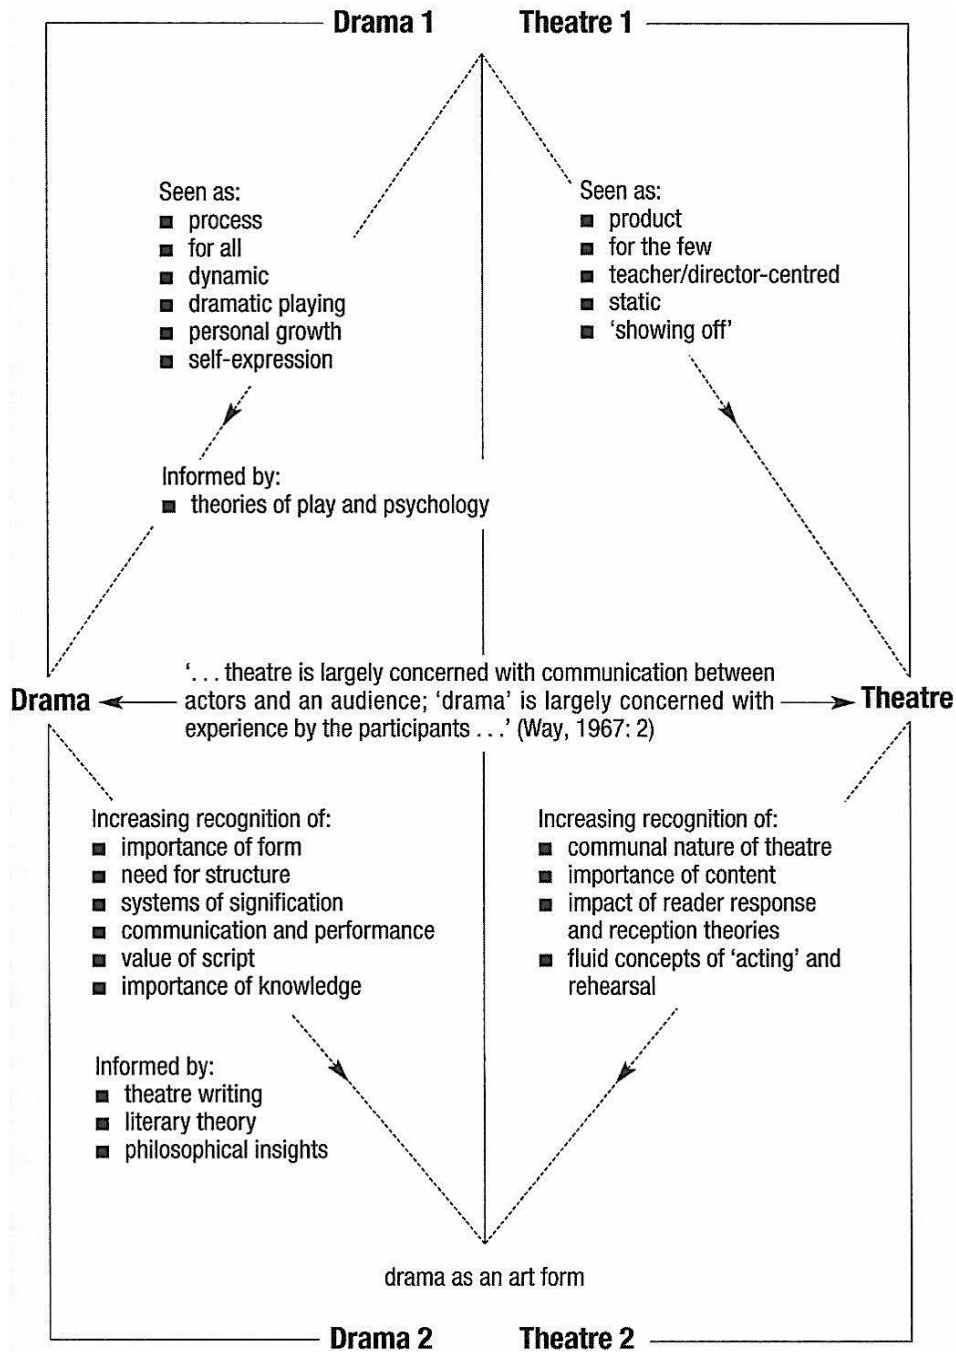 Drama 1
Theatre 1
Seen as:
■ process
■ for all
■ dynamic
■ dramatic playing
■ personal growth
■ self-expression
Seen as:
■ product
■ for the few
■ teacher/director-centred
■ static
■ ‘showing off’
Informed by:
■ theories of play and psychology
Drama
‘. . . theatre is largely concerned with communication between
actors and an audience; ‘drama’ is largely concerned with
experience by the participants . . .’ (Way, 1967: 2)
Theatre
Increasing recognition of:
■ importance of form
■ need for structure
■ systems of signification
■ communication and performance
■ value of script
■ importance of knowledge
Increasing recognition of:
■ communal nature of theatre
■ importance of content
■ impact of reader response
and reception theories
■ fluid concepts of ‘acting’ and
rehearsal
Informed by:
■ theatre writing
■ literary theory
■ philosophical insights
drama as an art form
Drama 2
Theatre 2